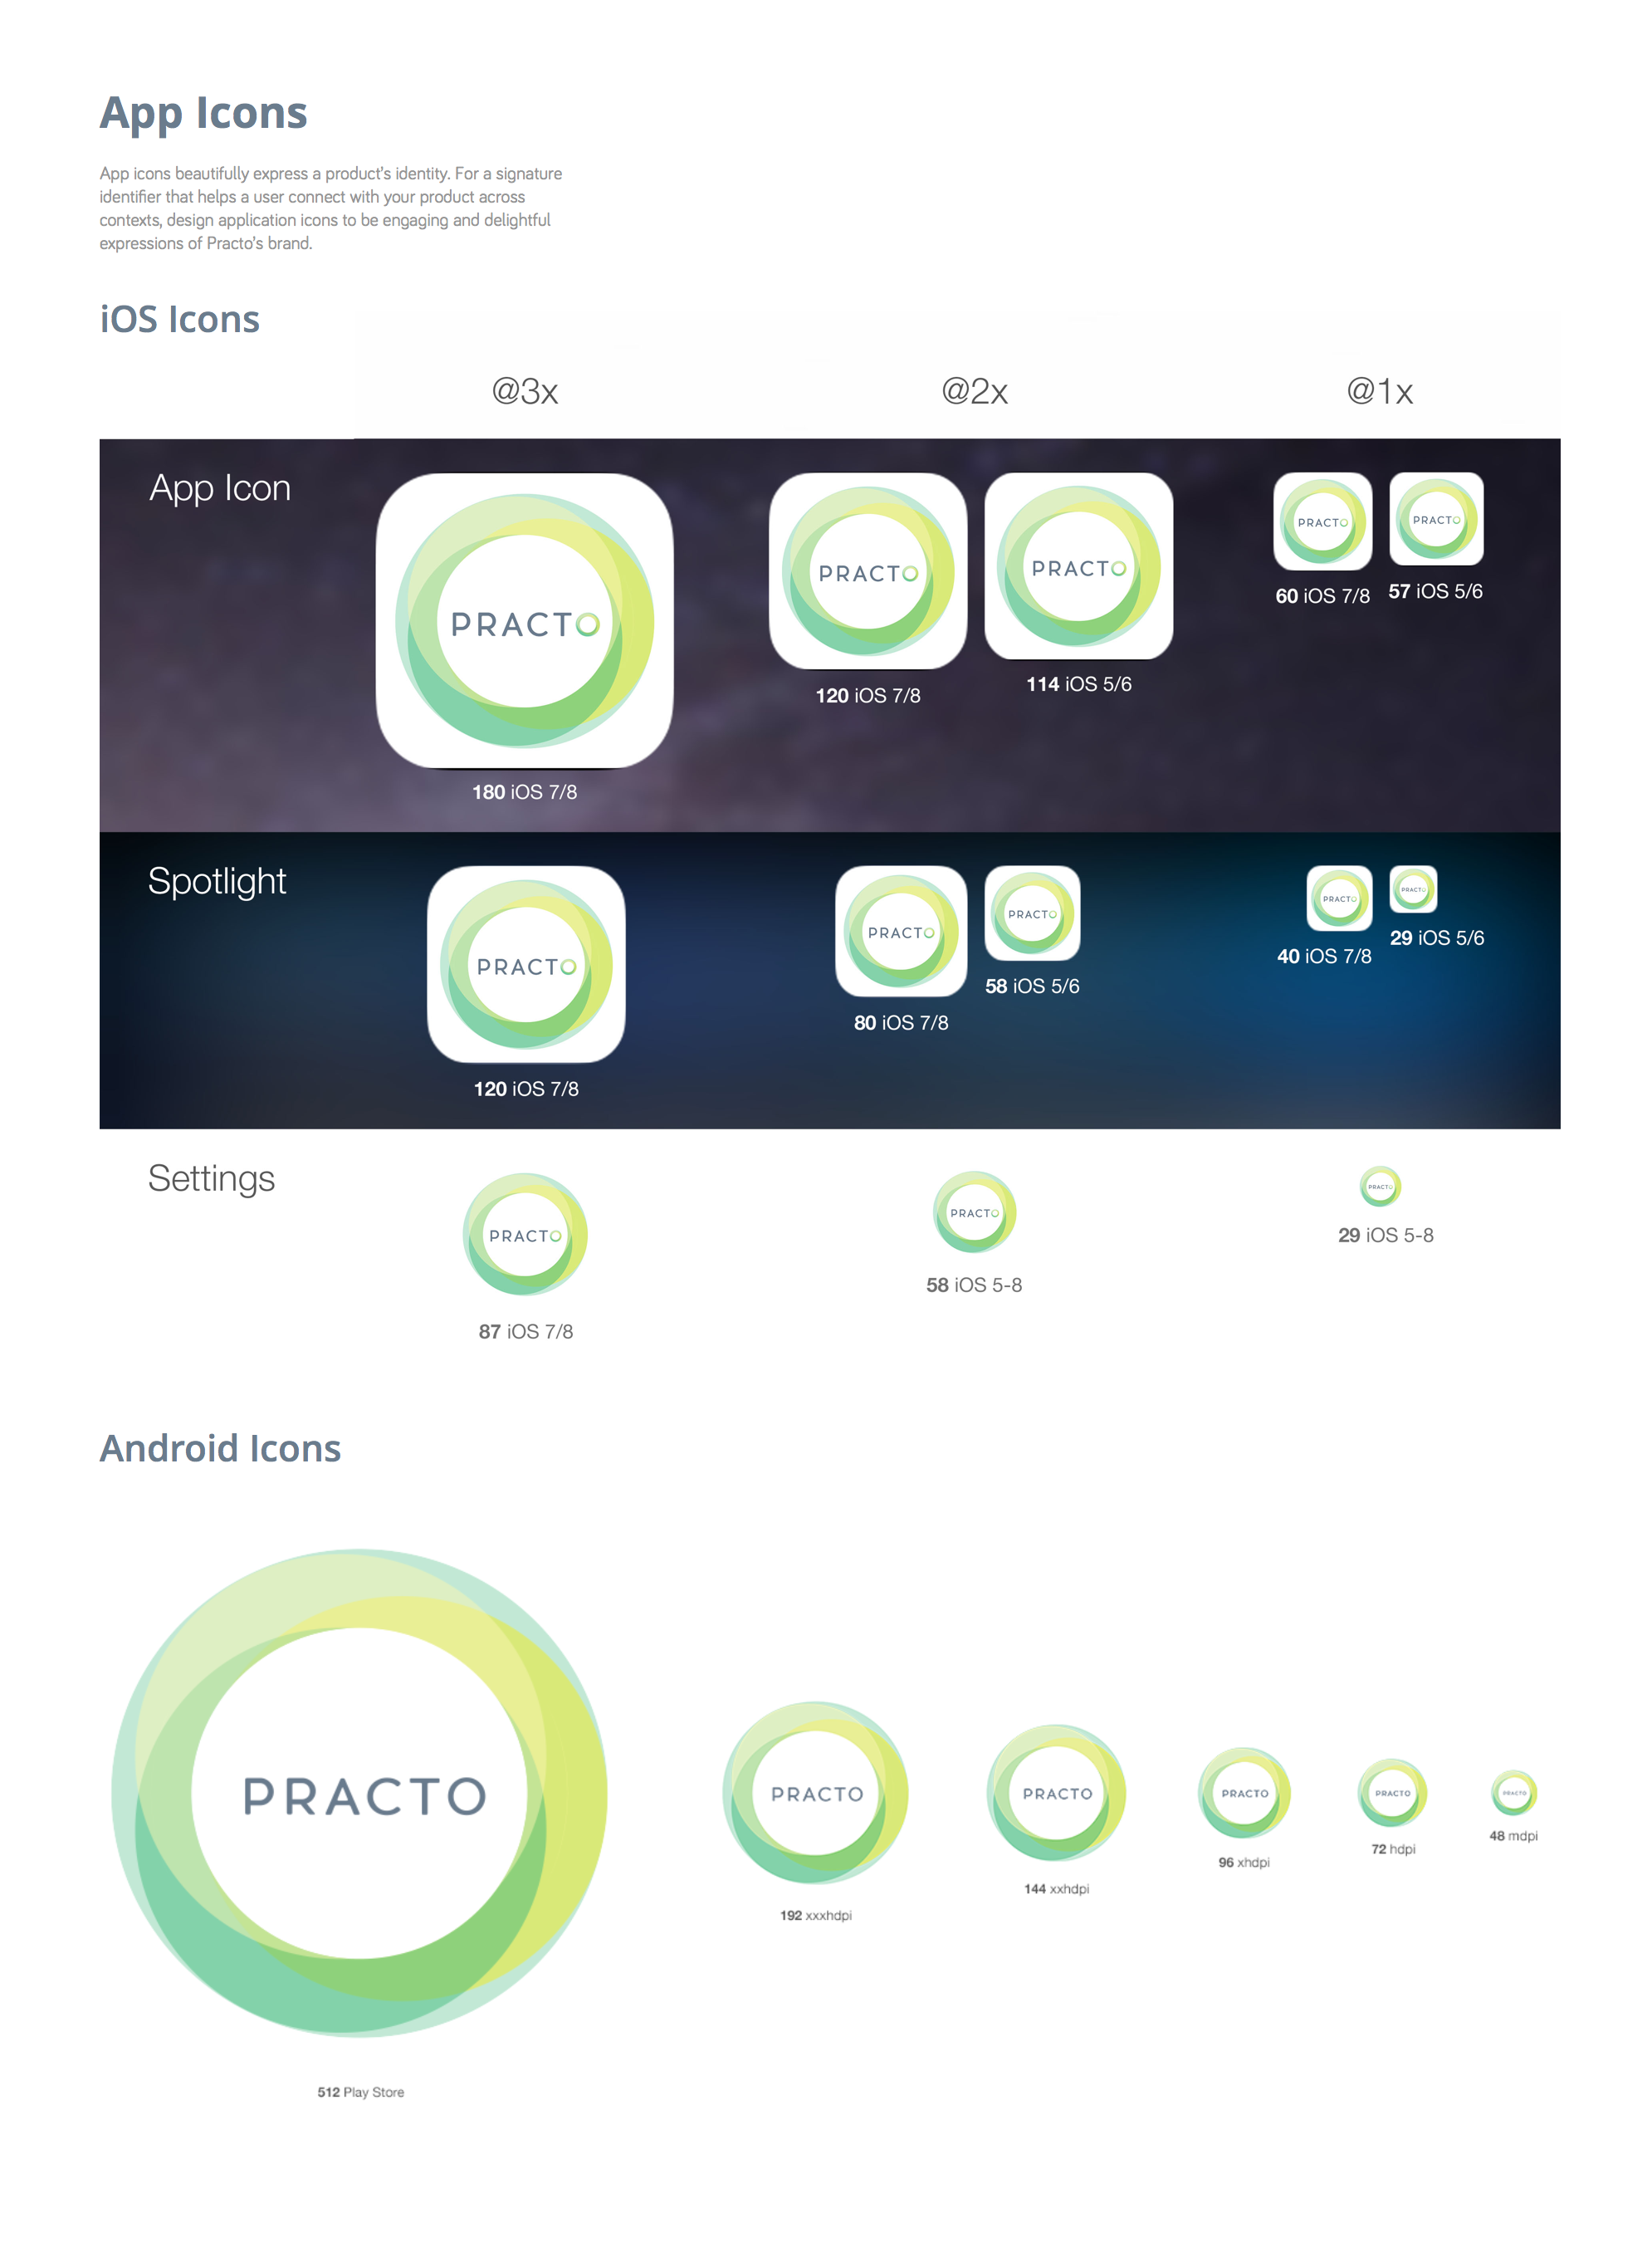 App Icons
App icons beautifully express a product's identity. For a signature
identifier that helps a user connect with your product across
contexts, design application icons to be engaging and delightful
expressions of Practo's brand.
iOS Icons
@3x @2x @1x
App Icon
PRACTO
180 iOS 7/8
PRACTO
120 iOS 7/8
PRACTO
114 iOS 5/6
PRACTO
60 iOS 7/8
PRACTO
57 iOS 5/6
Spotlight
PRACTO
120 iOS 7/8
PRACTO
80 iOS 7/8
PRACTO
58 iOS 5/6
PRACTO
40 iOS 7/8
PRACTO
29 iOS 5/6
Settings
PRACTO
87 iOS 7/8
PRACTO
58 iOS 5-8
PRACTO
29 iOS 5-8
Android Icons
PRACTO
512 Play Store
PRACTO
192 xxxhdpi
PRACTO
144 xxhdpi
PRACTO
96 xhdpi
PRACTO
72 hdpi
PRACTO
48 mdpi